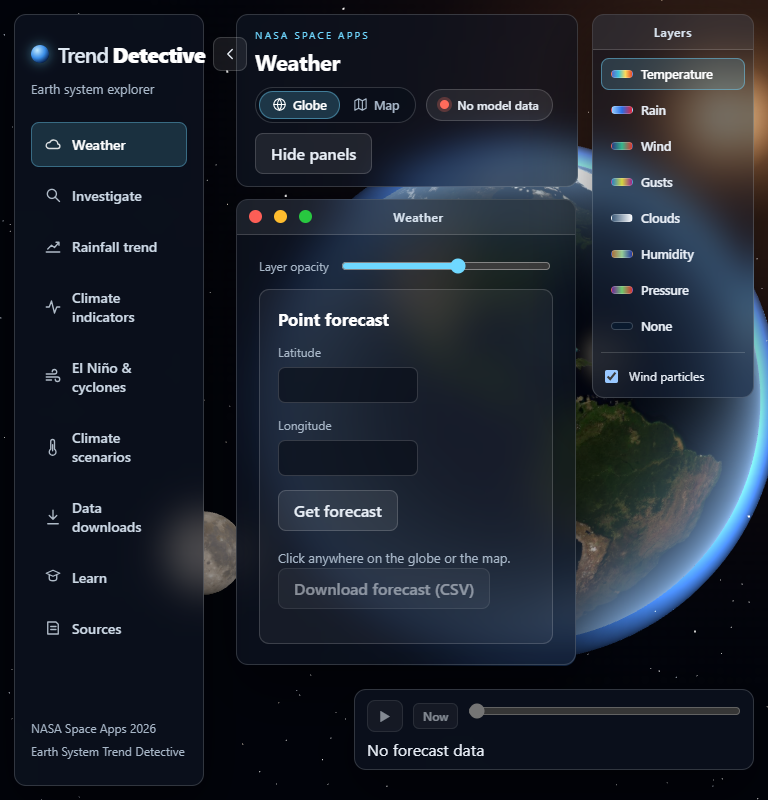 Trend Detective
Earth system explorer
Weather
Investigate
Rainfall trend
Climate
indicators
El Niño &
cyclones
Climate
scenarios
Data
downloads
Learn
Sources
NASA Space Apps 2026
Earth System Trend Detective
NASA SPACE APPS
Weather
Globe
Map
No model data
Hide panels
Weather
Layer opacity
Point forecast
Latitude
Longitude
Get forecast
Click anywhere on the globe or the map.
Download forecast (CSV)
Layers
Temperature
Rain
Wind
Gusts
Clouds
Humidity
Pressure
None
Wind particles
Now
No forecast data